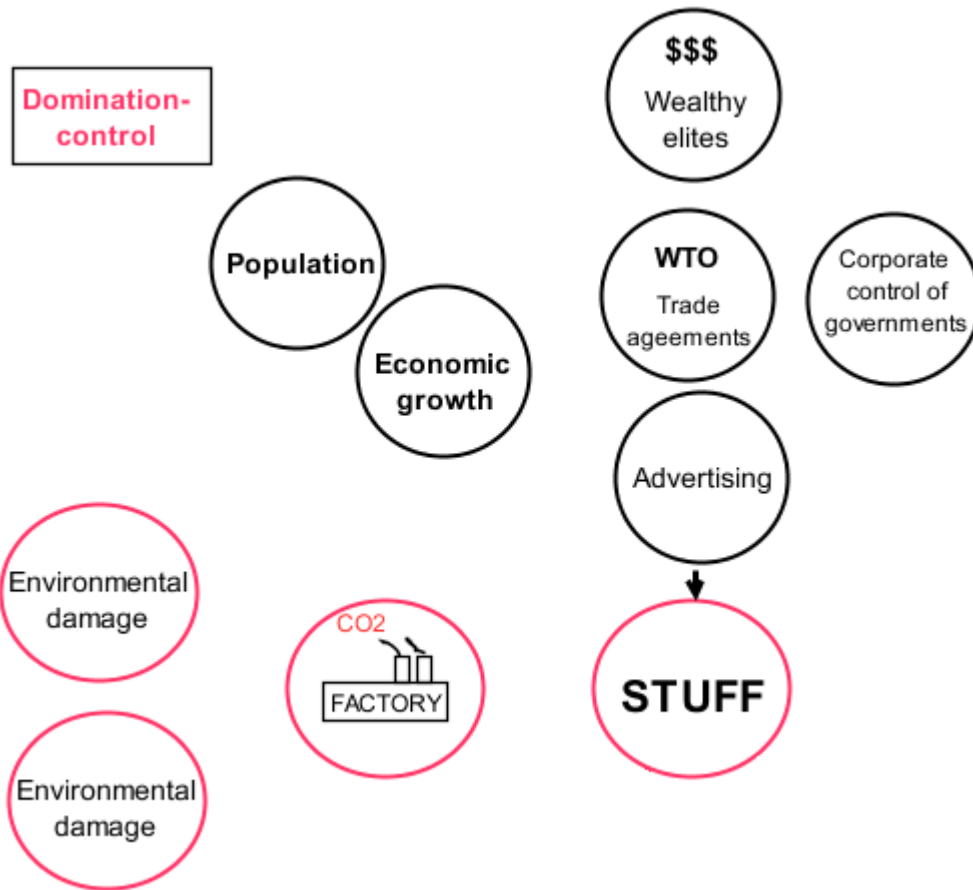 $$$
Wealthy
elites
Domination-
control
Population
WTO
Trade
ageements
Corporate
control of
governments
Economic
growth
Advertising
Environmental
damage
CO2
FACTORY
STUFF
Environmental
damage